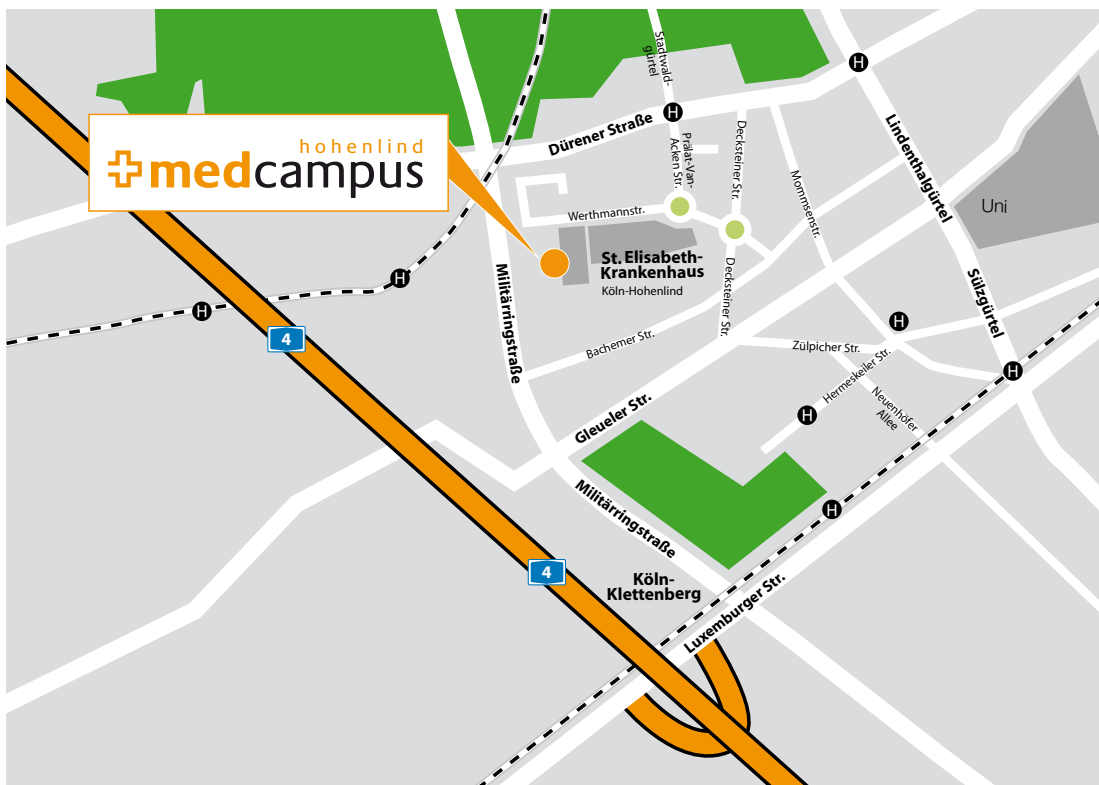 hohenlind
medcampus
Stadtwald-
gürtel
H
H
Dürener Straße
Prälat-Van-
Acken Str.
Decksteiner Str.
Mommsenstr.
Lindenthalgürtel
Uni
Werthmannstr.
St. Elisabeth-
Krankenhaus
Köln-Hohenlind
Decksteiner Str.
Militärringstraße
Sülzgürtel
H
H
4
H
Bachemer Str.
Zülpicher Str.
Hermeskeiler Str.
H
H
Neuenhöfer
Allee
Gleueler Str.
Militärringstraße
H
4
Köln-
Klettenberg
Luxemburger Str.